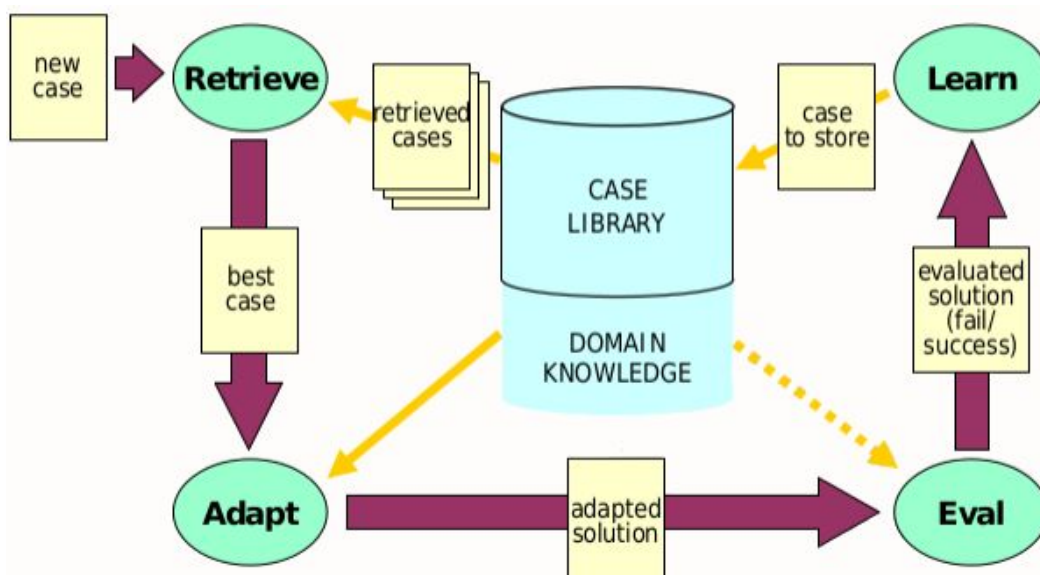 new
case
Retrieve
retrieved
cases
case
to store
Learn
CASE
LIBRARY
best
case
evaluated
solution
(fail/
success)
DOMAIN
KNOWLEDGE
Adapt
adapted
solution
Eval